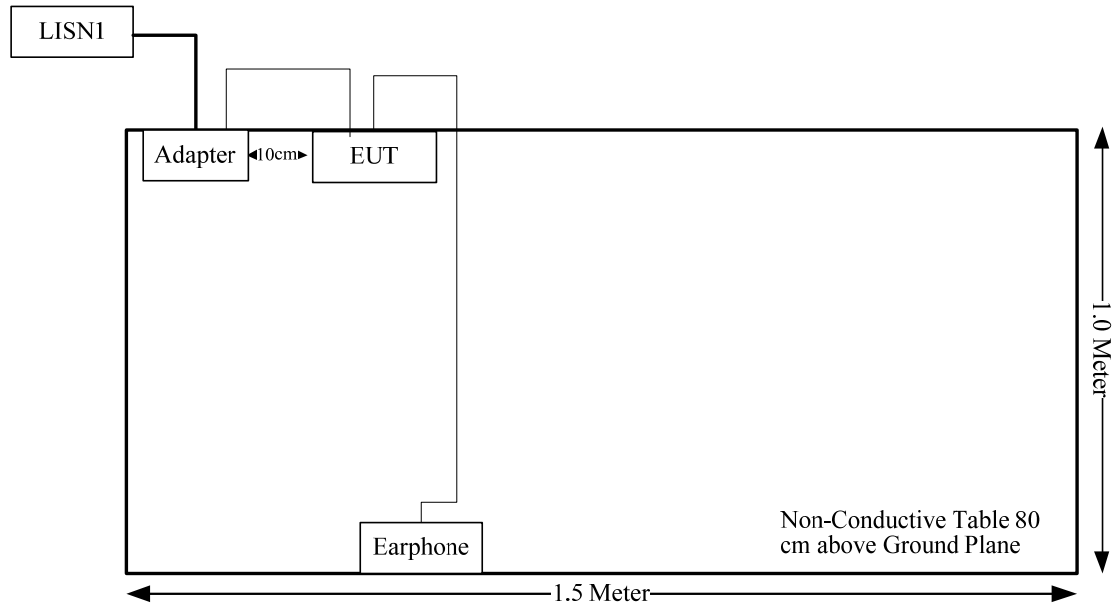 LISN1
Adapter
10cm
EUT
1.0 Meter
Earphone
Non-Conductive Table 80
cm above Ground Plane
1.5 Meter